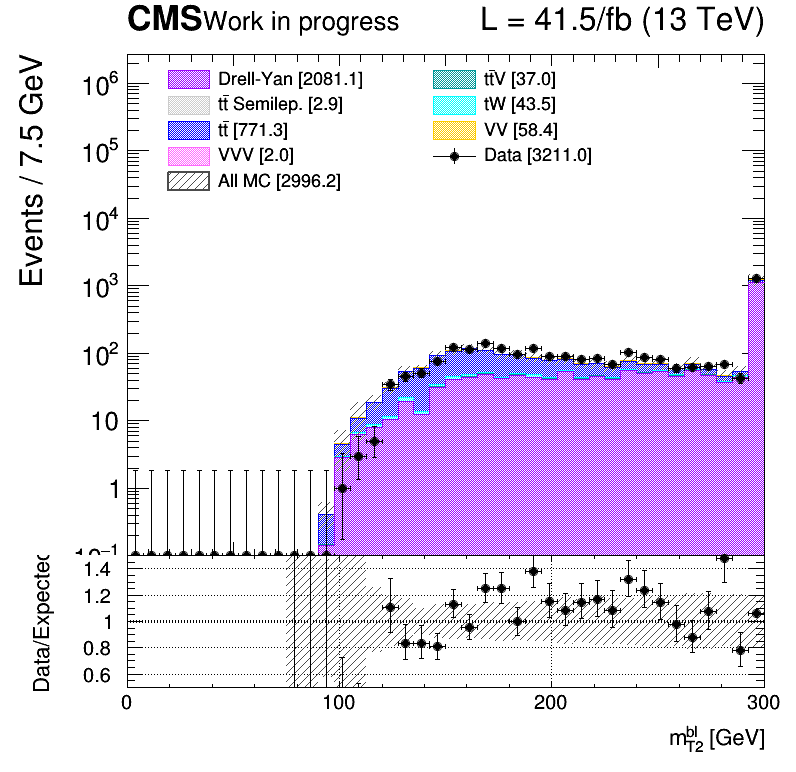 CMS Work in progress L = 41.5/fb (13 TeV)
Events / 7.5 GeV
Drell-Yan [2081.1]
tt̄ Semilep. [2.9]
tt̄ [771.3]
VVV [2.0]
All MC [2996.2]
tt̄V [37.0]
tW [43.5]
VV [58.4]
Data [3211.0]
10⁶
10⁵
10⁴
10³
10²
10
1
10⁻¹
Data/Expected
1.4
1.2
1
0.8
0.6
0 100 200 300
m^{bl}_{T2} [GeV]